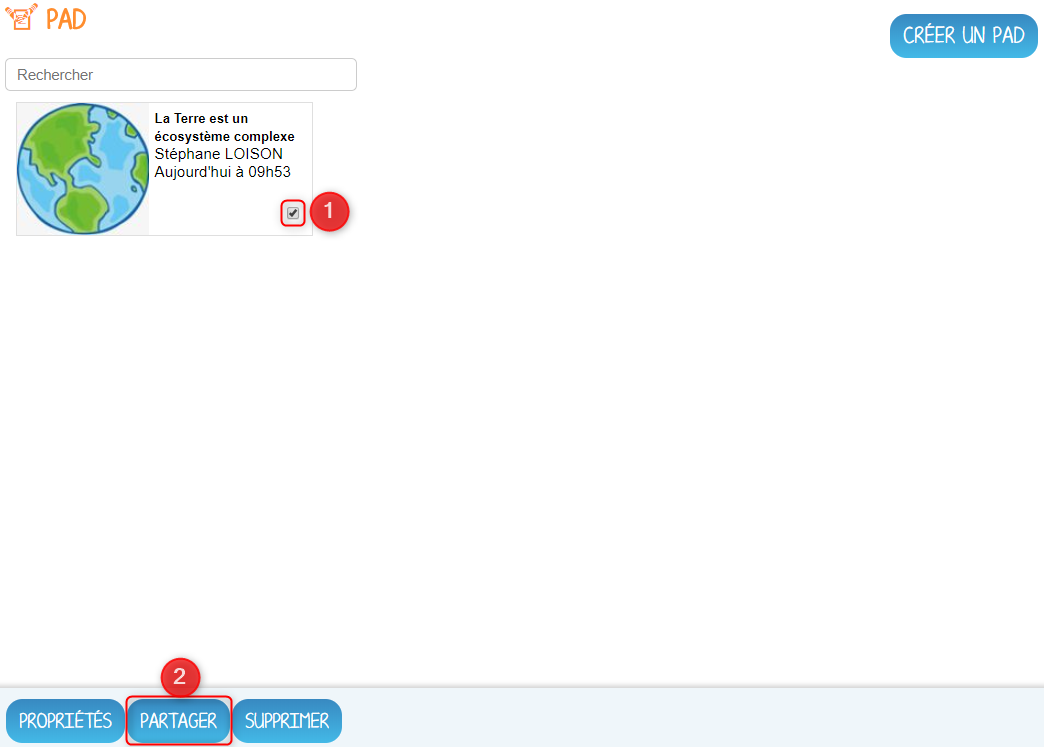 PAD
CRÉER UN PAD
Rechercher
La Terre est un
écosystème complexe
Stéphane LOISON
Aujourd'hui à 09h53
1
2
PROPRIÉTÉS
PARTAGER
SUPPRIMER